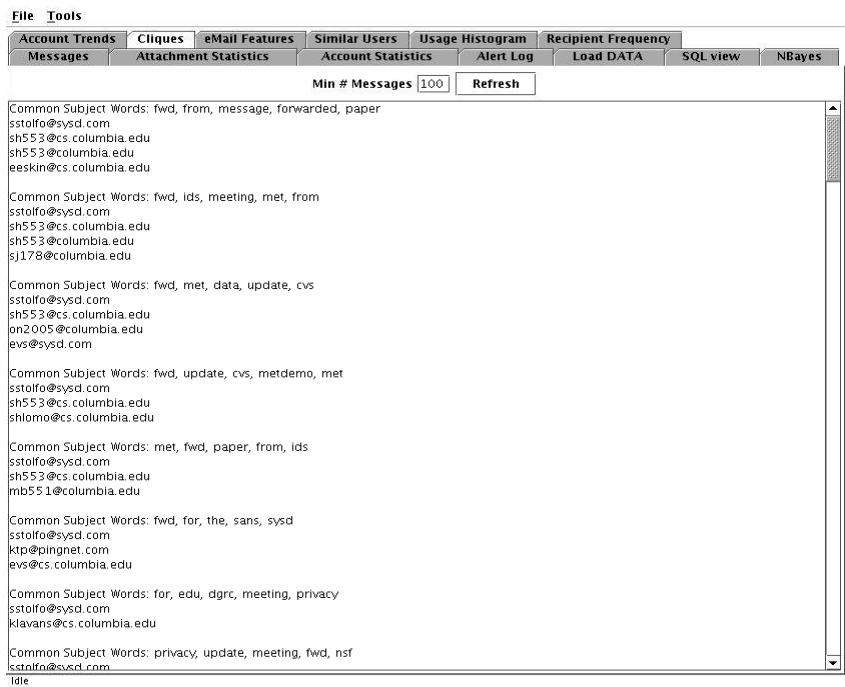 File Tools
Account Trends Cliques eMail Features Similar Users Usage Histogram Recipient Frequency
Messages Attachment Statistics Account Statistics Alert Log Load DATA SQL view NBayes
Min # Messages 100 Refresh
Common Subject Words: fwd, from, message, forwarded, paper
sstolfo@sysd.com
sh553@cs.columbia.edu
sh553@columbia.edu
eeskin@cs.columbia.edu
Common Subject Words: fwd, ids, meeting, met, from
sstolfo@sysd.com
sh553@cs.columbia.edu
sh553@columbia.edu
sj178@columbia.edu
Common Subject Words: fwd, met, data, update, cvs
sstolfo@sysd.com
sh553@cs.columbia.edu
on2005@columbia.edu
evs@sysd.com
Common Subject Words: fwd, update, cvs, metdemo, met
sstolfo@sysd.com
sh553@cs.columbia.edu
shlomo@cs.columbia.edu
Common Subject Words: met, fwd, paper, from, ids
sstolfo@sysd.com
sh553@cs.columbia.edu
mb551@columbia.edu
Common Subject Words: fwd, for, the, sans, sysd
sstolfo@sysd.com
ktp@pingnet.com
evs@cs.columbia.edu
Common Subject Words: for, edu, dgrc, meeting, privacy
sstolfo@sysd.com
klavans@cs.columbia.edu
Common Subject Words: privacy, update, meeting, fwd, nsf
sstolfo@sysd.com
Idle